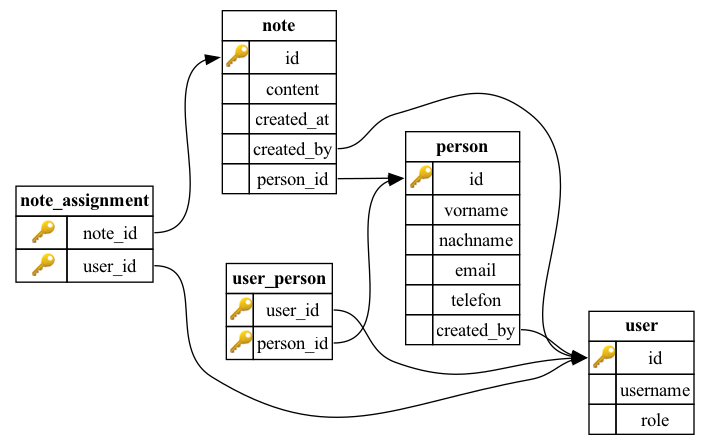 note
id
content
created_at
created_by
person_id
person
id
vorname
nachname
email
telefon
created_by
note_assignment
note_id
user_id
user_person
user_id
person_id
user
id
username
role